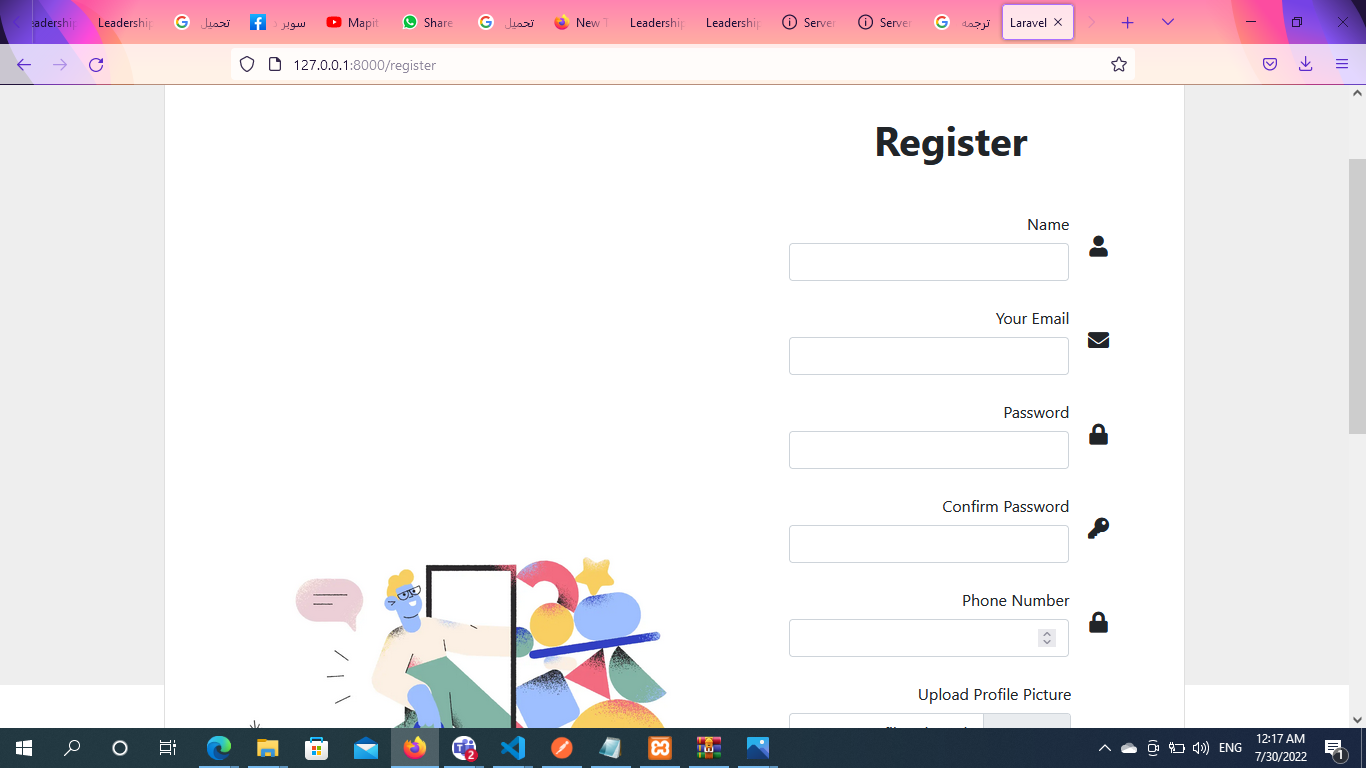 Leadership
Leadership
تحميل
سوبر د
Mapit
Share
تحميل
New T
Leadership
Leadership
Server
Server
ترجمه
Laravel
127.0.0.1:8000/register
Register
Name
Your Email
Password
Confirm Password
Phone Number
Upload Profile Picture
2
ENG
12:17 AM
7/30/2022
1